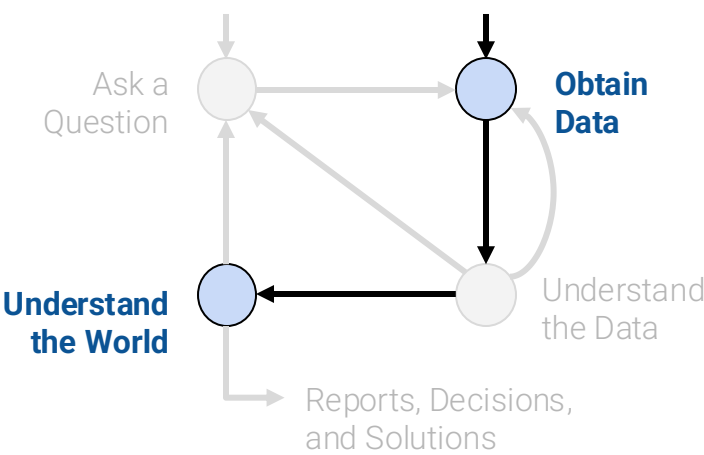 Ask a
Question
Obtain
Data
Understand
the World
Understand
the Data
Reports, Decisions,
and Solutions